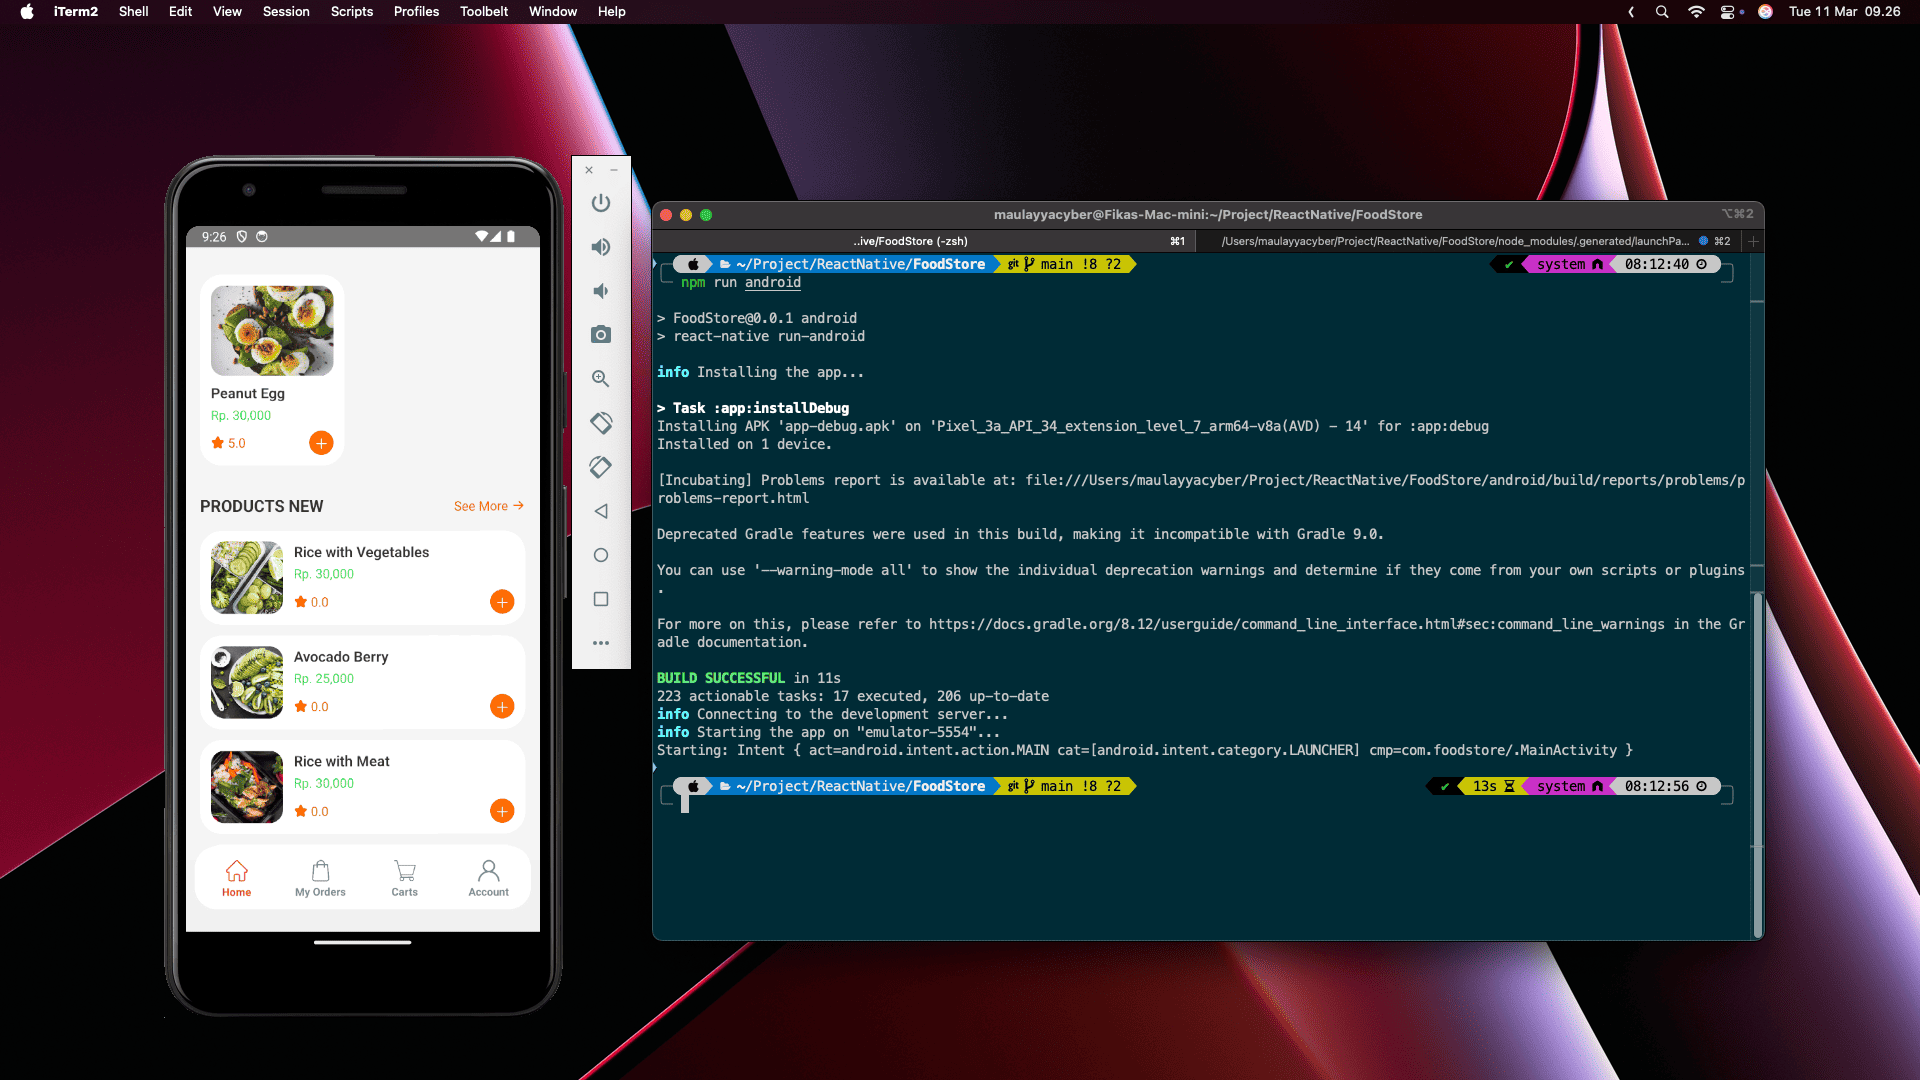 iTerm2 Shell Edit View Session Scripts Profiles Toolbelt Window Help
Tue 11 Mar 09.26
9:26
Peanut Egg
Rp. 30,000
5.0
PRODUCTS NEW
See More →
Rice with Vegetables
Rp. 30,000
0.0
Avocado Berry
Rp. 25,000
0.0
Rice with Meat
Rp. 30,000
0.0
Home
My Orders
Carts
Account
maulayyacyber@Fikas-Mac-mini:~/Project/ReactNative/FoodStore
⌥⌘2
..ive/FoodStore (-zsh)
⌘1
/Users/maulayyacyber/Project/ReactNative/FoodStore/node_modules/.generated/launchPa...
⌘2
~/Project/ReactNative/FoodStore git main !8 ?2
✔ system 08:12:40
npm run android
> FoodStore@0.0.1 android
> react-native run-android
info Installing the app...
> Task :app:installDebug
Installing APK 'app-debug.apk' on 'Pixel_3a_API_34_extension_level_7_arm64-v8a(AVD) - 14' for :app:debug
Installed on 1 device.
[Incubating] Problems report is available at: file:///Users/maulayyacyber/Project/ReactNative/FoodStore/android/build/reports/problems/p
roblems-report.html
Deprecated Gradle features were used in this build, making it incompatible with Gradle 9.0.
You can use '--warning-mode all' to show the individual deprecation warnings and determine if they come from your own scripts or plugins
.
For more on this, please refer to https://docs.gradle.org/8.12/userguide/command_line_interface.html#sec:command_line_warnings in the Gr
adle documentation.
BUILD SUCCESSFUL in 11s
223 actionable tasks: 17 executed, 206 up-to-date
info Connecting to the development server...
info Starting the app on "emulator-5554"...
Starting: Intent { act=android.intent.action.MAIN cat=[android.intent.category.LAUNCHER] cmp=com.foodstore/.MainActivity }
~/Project/ReactNative/FoodStore git main !8 ?2
✔ 13s system 08:12:56